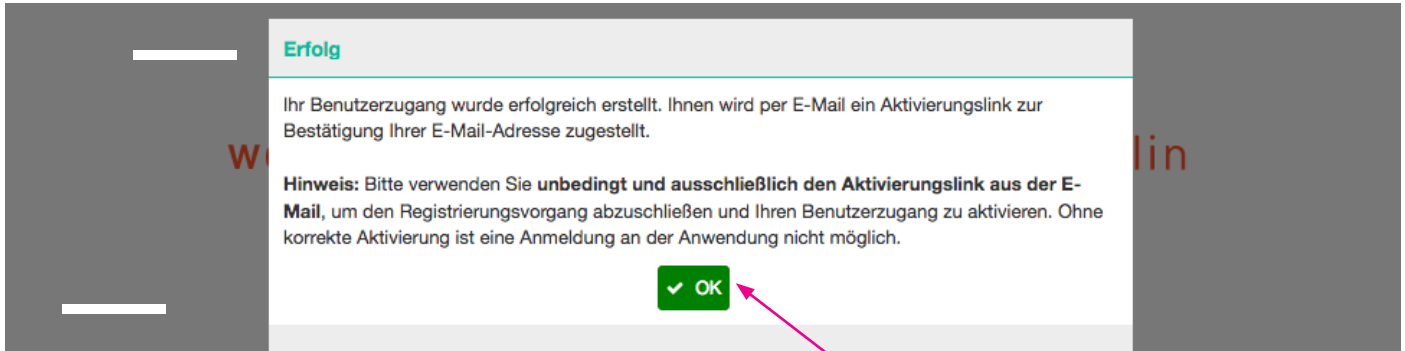 Erfolg
Ihr Benutzerzugang wurde erfolgreich erstellt. Ihnen wird per E-Mail ein Aktivierungslink zur
Bestätigung Ihrer E-Mail-Adresse zugestellt.
Hinweis: Bitte verwenden Sie unbedingt und ausschließlich den Aktivierungslink aus der E-
Mail, um den Registrierungsvorgang abzuschließen und Ihren Benutzerzugang zu aktivieren. Ohne
korrekte Aktivierung ist eine Anmeldung an der Anwendung nicht möglich.
OK